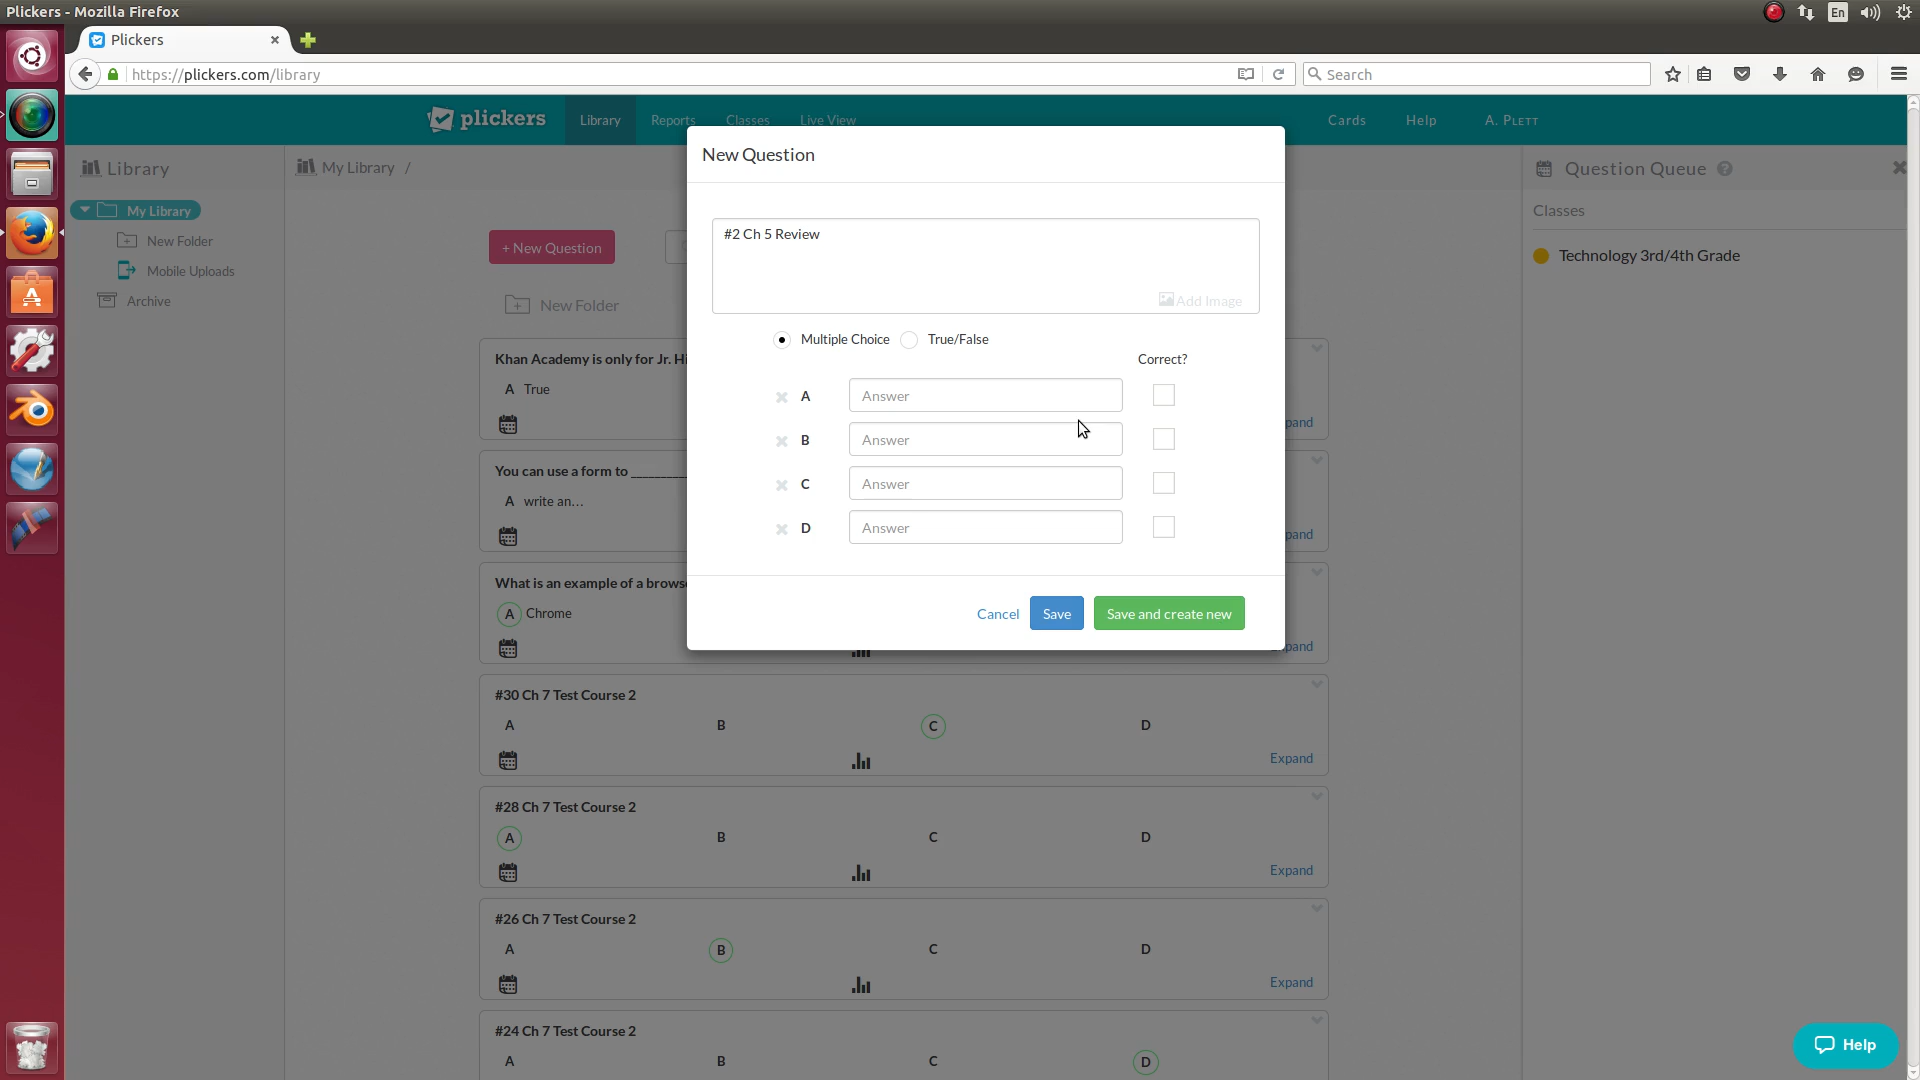 Plickers - Mozilla Firefox
En
Plickers
https://plickers.com/library
Search
plickers
Library
Reports
Classes
Live View
Cards
Help
A. PLETT
Library
My Library /
New Question
Question Queue ?
My Library
New Folder
Mobile Uploads
Archive
+ New Question
New Folder
#2 Ch 5 Review
Add Image
Classes
Technology 3rd/4th Grade
Multiple Choice
True/False
Correct?
A Answer
B Answer
C Answer
D Answer
Cancel
Save
Save and create new
Khan Academy is only for Jr. Hi
A True
pand
You can use a form to ________
A write an...
pand
What is an example of a brows
A Chrome
pand
#30 Ch 7 Test Course 2
A B C D
Expand
#28 Ch 7 Test Course 2
A B C D
Expand
#26 Ch 7 Test Course 2
A B C D
Expand
#24 Ch 7 Test Course 2
A B C D
Help